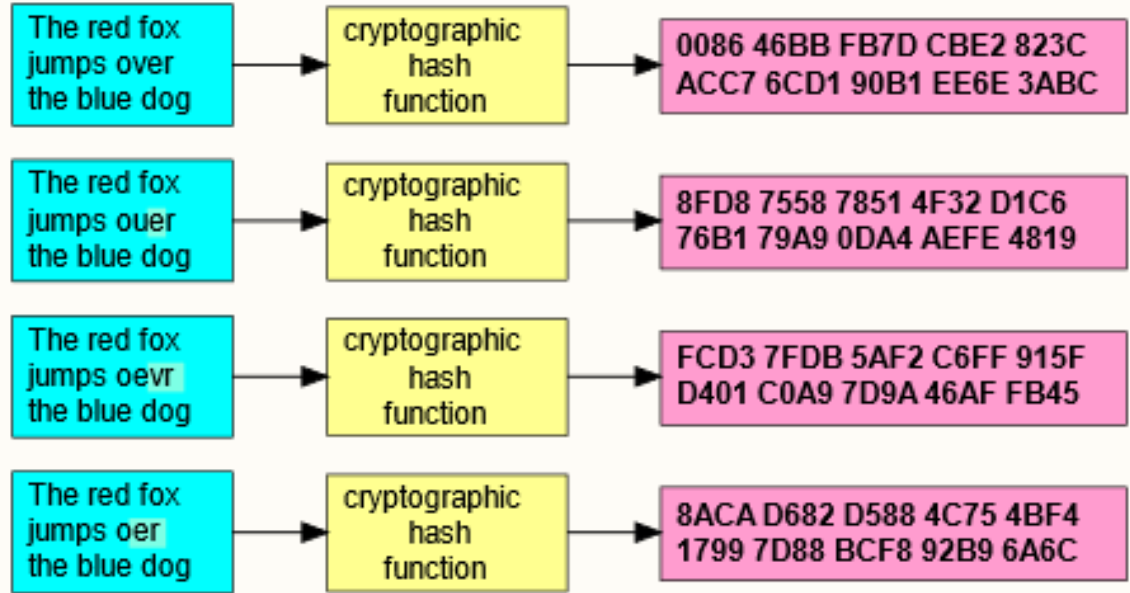 The red fox
jumps over
the blue dog
cryptographic
hash
function
0086 46BB FB7D CBE2 823C
ACC7 6CD1 90B1 EE6E 3ABC
The red fox
jumps ouer
the blue dog
cryptographic
hash
function
8FD8 7558 7851 4F32 D1C6
76B1 79A9 0DA4 AEFE 4819
The red fox
jumps oevr
the blue dog
cryptographic
hash
function
FCD3 7FDB 5AF2 C6FF 915F
D401 C0A9 7D9A 46AF FB45
The red fox
jumps oer
the blue dog
cryptographic
hash
function
8ACA D682 D588 4C75 4BF4
1799 7D88 BCF8 92B9 6A6C